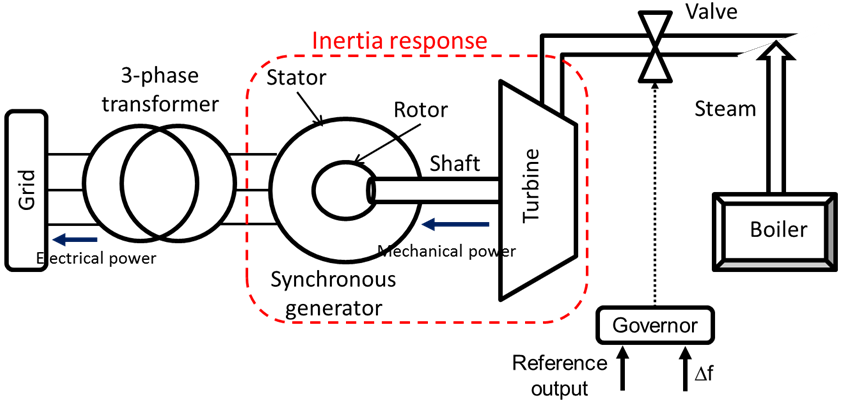 Valve
Inertia response
3-phase
transformer
Stator
Rotor
Steam
Shaft
Grid
Turbine
Boiler
Mechanical power
Electrical power
Synchronous
generator
Governor
Reference
output
Δf